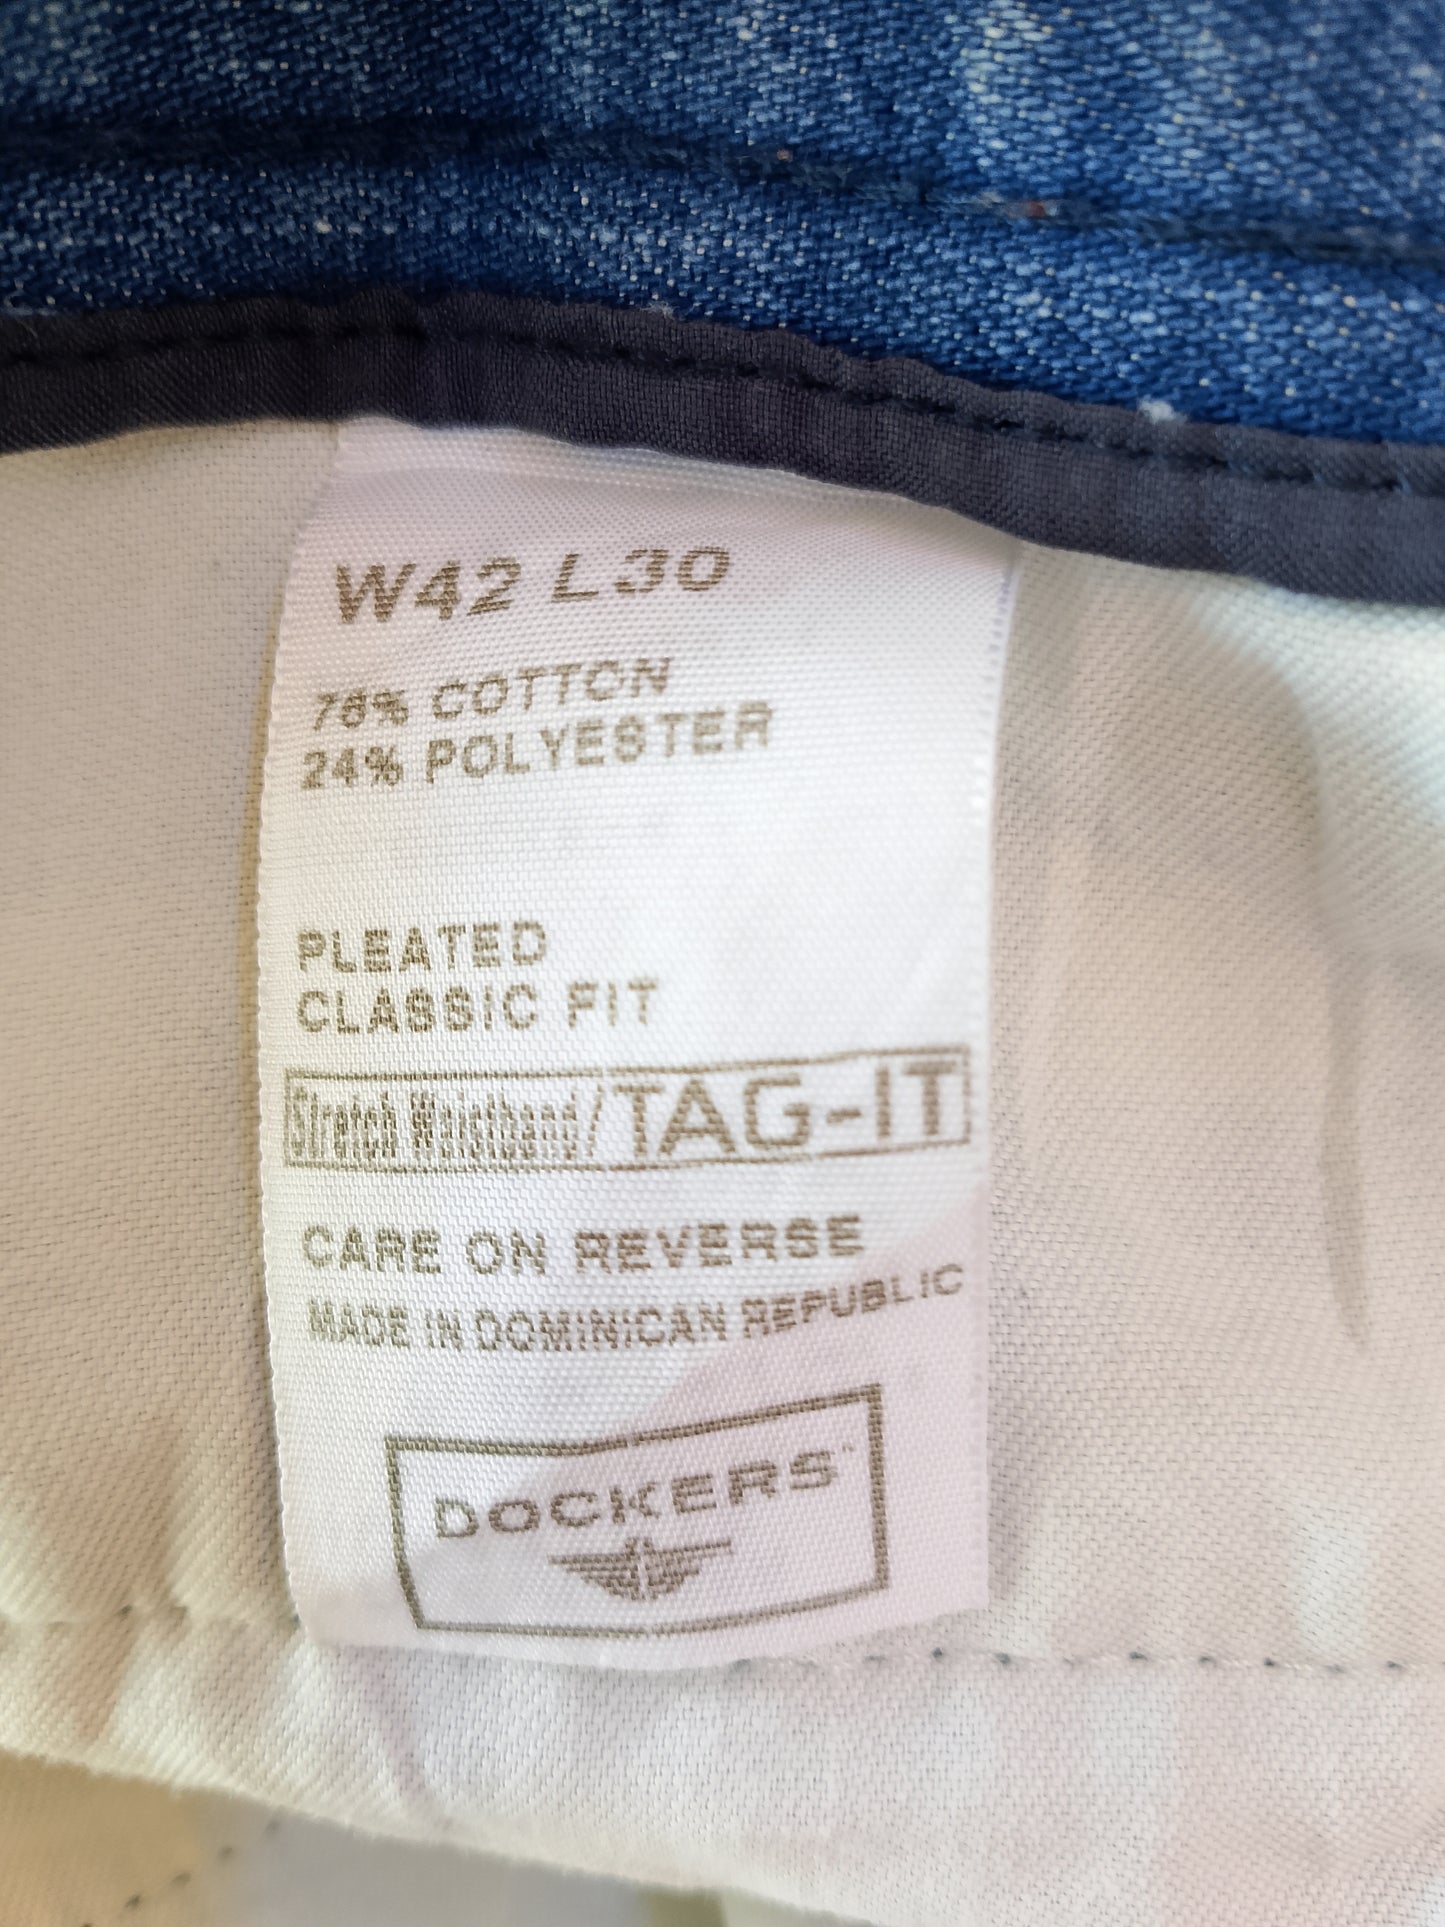 W42 L30
76% COTTON
24% POLYESTER
PLEATED
CLASSIC FIT
Stretch Waistband/TAG-IT
CARE ON REVERSE
MADE IN DOMINICAN REPUBLIC
DOCKERS™